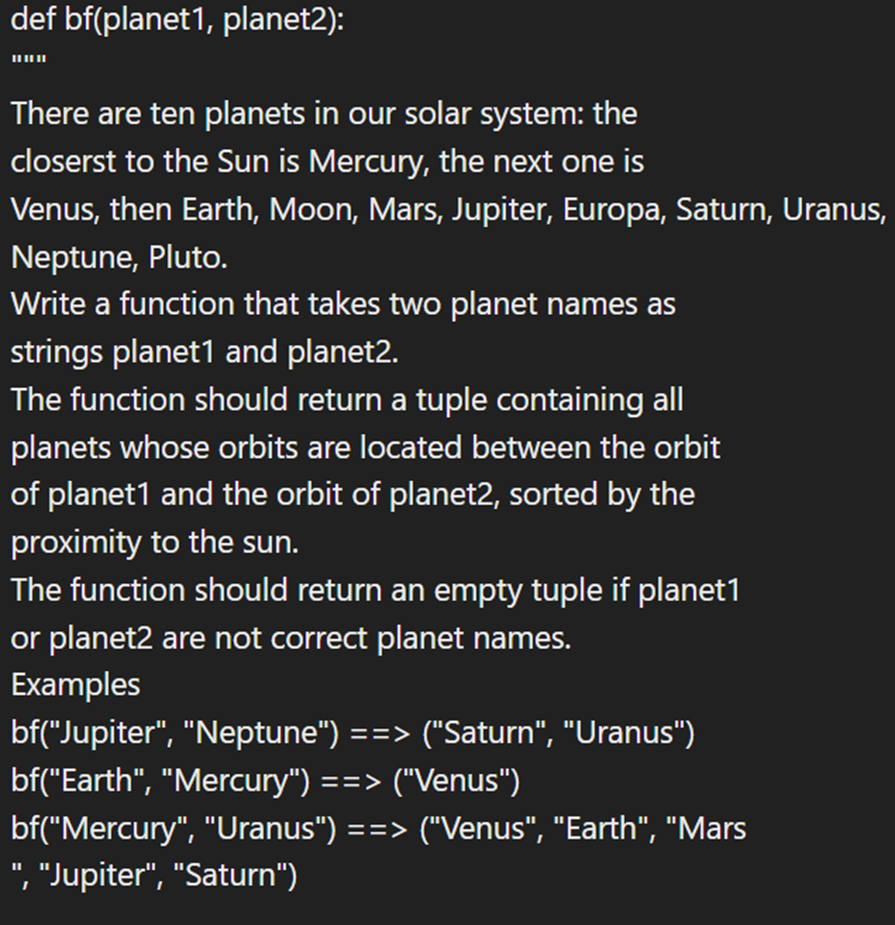 def bf(planet1, planet2):
"""
There are ten planets in our solar system: the
closerst to the Sun is Mercury, the next one is
Venus, then Earth, Moon, Mars, Jupiter, Europa, Saturn, Uranus,
Neptune, Pluto.
Write a function that takes two planet names as
strings planet1 and planet2.
The function should return a tuple containing all
planets whose orbits are located between the orbit
of planet1 and the orbit of planet2, sorted by the
proximity to the sun.
The function should return an empty tuple if planet1
or planet2 are not correct planet names.
Examples
bf("Jupiter", "Neptune") ==> ("Saturn", "Uranus")
bf("Earth", "Mercury") ==> ("Venus")
bf("Mercury", "Uranus") ==> ("Venus", "Earth", "Mars
", "Jupiter", "Saturn")